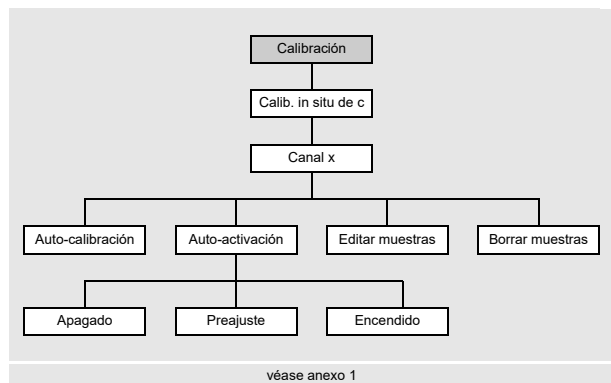 Calibración
Calib. in situ de c
Canal x
Auto-calibración
Auto-activación
Editar muestras
Borrar muestras
Apagado
Preajuste
Encendido
véase anexo 1